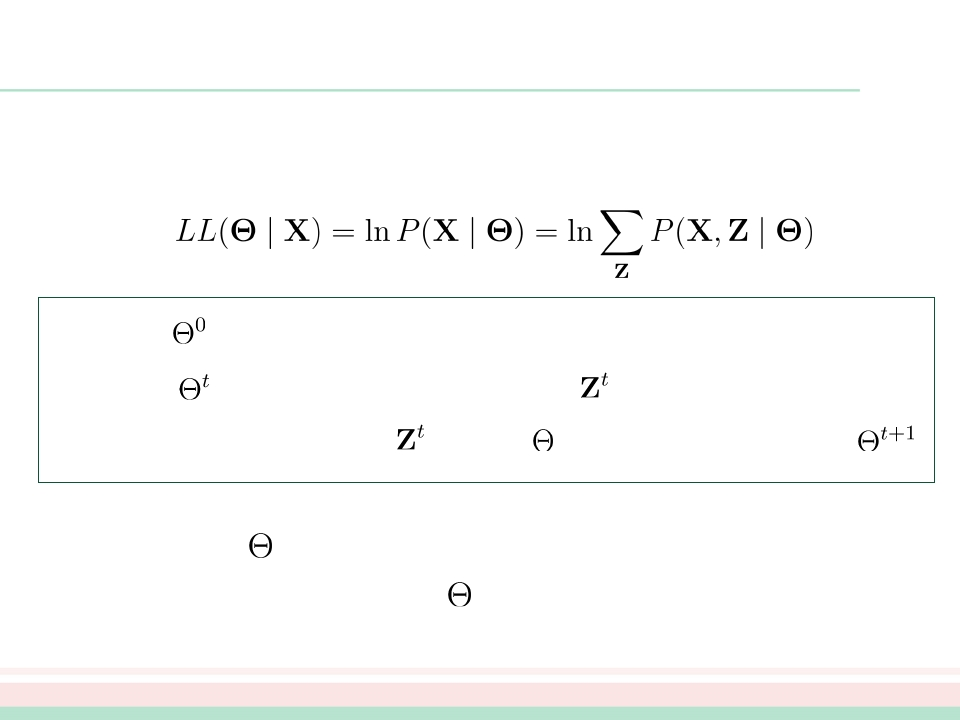 LL(Θ | X) = ln P(X | Θ) = ln ∑_Z P(X, Z | Θ)
Θ^0
Θ^t Z^t
Z^t Θ Θ^{t+1}
Θ
Θ